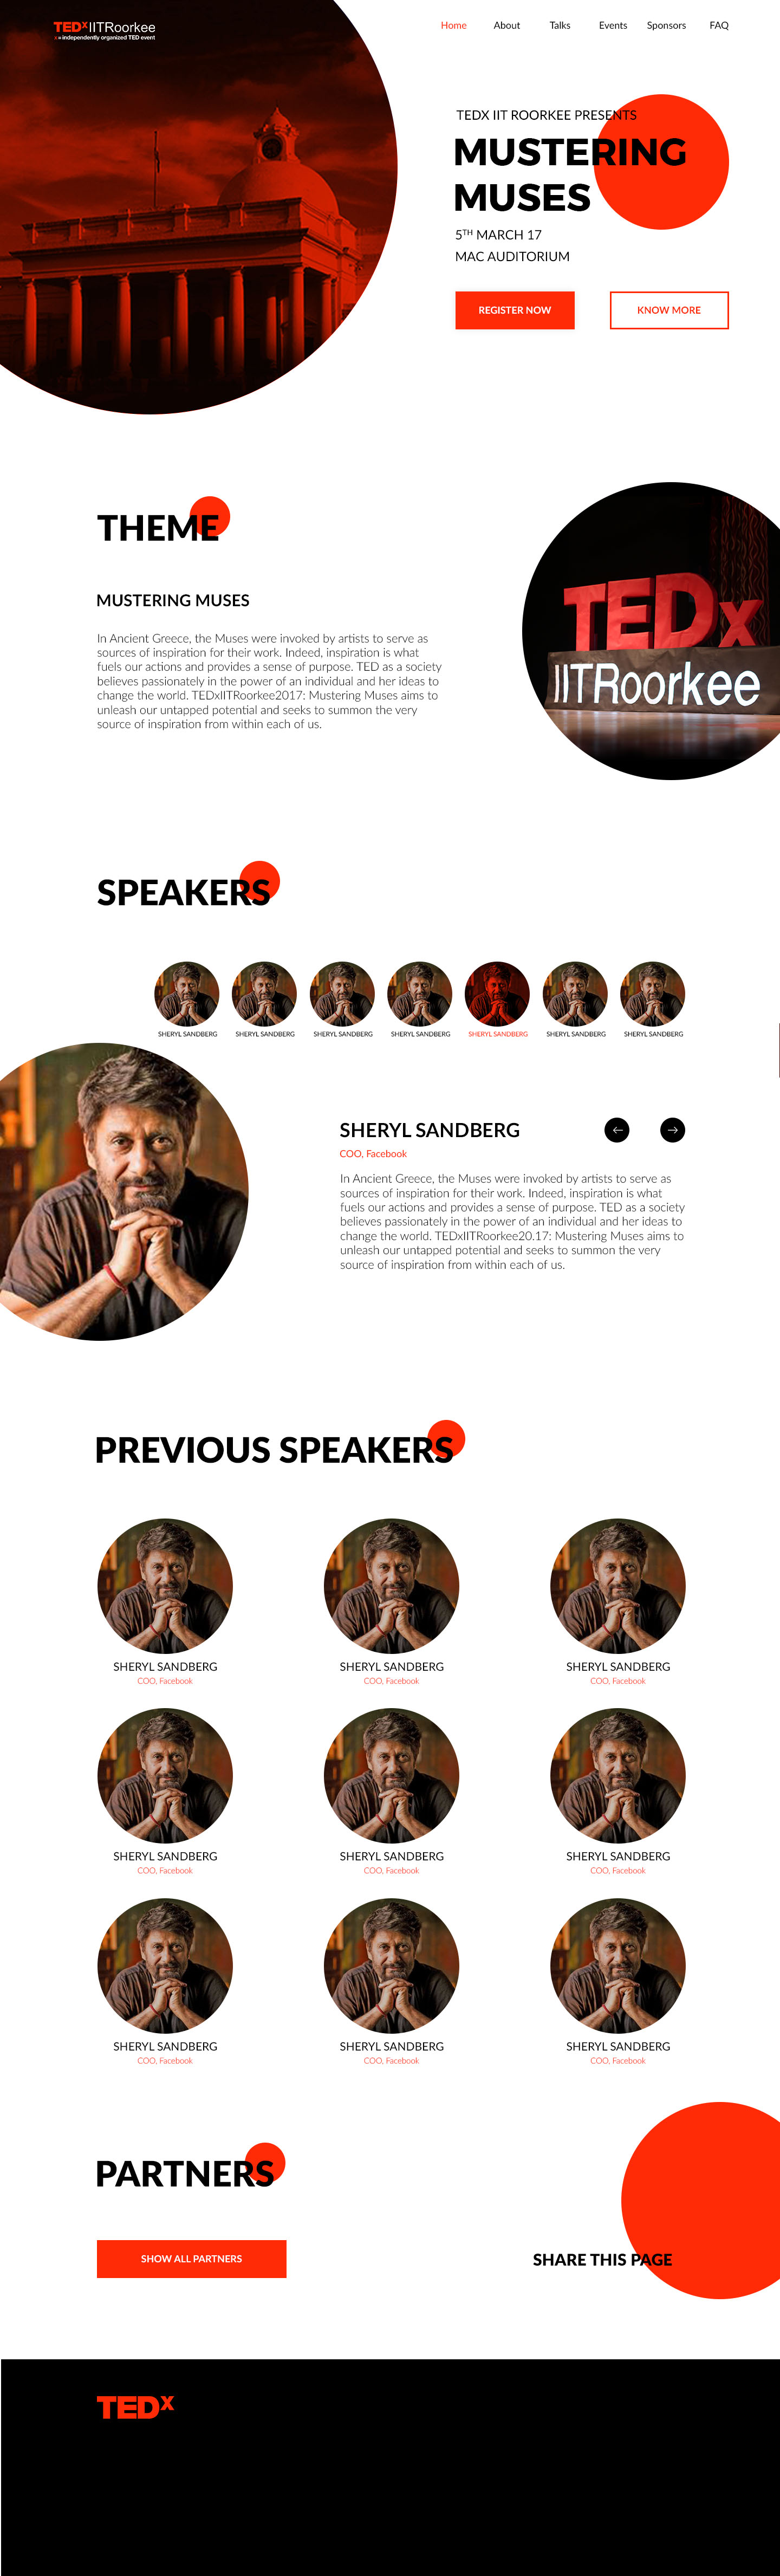 TEDxIITRoorkee
x = independently organized TED event
Home About Talks Events Sponsors FAQ
TEDX IIT ROORKEE PRESENTS
MUSTERING
MUSES
5TH MARCH 17
MAC AUDITORIUM
REGISTER NOW KNOW MORE
THEME
MUSTERING MUSES
In Ancient Greece, the Muses were invoked by artists to serve as
sources of inspiration for their work. Indeed, inspiration is what
fuels our actions and provides a sense of purpose. TED as a society
believes passionately in the power of an individual and her ideas to
change the world. TEDxIITRoorkee2017: Mustering Muses aims to
unleash our untapped potential and seeks to summon the very
source of inspiration from within each of us.
TEDx
IITRoorkee
SPEAKERS
SHERYL SANDBERG SHERYL SANDBERG SHERYL SANDBERG SHERYL SANDBERG SHERYL SANDBERG SHERYL SANDBERG SHERYL SANDBERG
SHERYL SANDBERG
COO, Facebook
In Ancient Greece, the Muses were invoked by artists to serve as
sources of inspiration for their work. Indeed, inspiration is what
fuels our actions and provides a sense of purpose. TED as a society
believes passionately in the power of an individual and her ideas to
change the world. TEDxIITRoorkee20.17: Mustering Muses aims to
unleash our untapped potential and seeks to summon the very
source of inspiration from within each of us.
PREVIOUS SPEAKERS
SHERYL SANDBERG SHERYL SANDBERG SHERYL SANDBERG
COO, Facebook COO, Facebook COO, Facebook
SHERYL SANDBERG SHERYL SANDBERG SHERYL SANDBERG
COO, Facebook COO, Facebook COO, Facebook
SHERYL SANDBERG SHERYL SANDBERG SHERYL SANDBERG
COO, Facebook COO, Facebook COO, Facebook
PARTNERS
SHOW ALL PARTNERS
SHARE THIS PAGE
TEDx